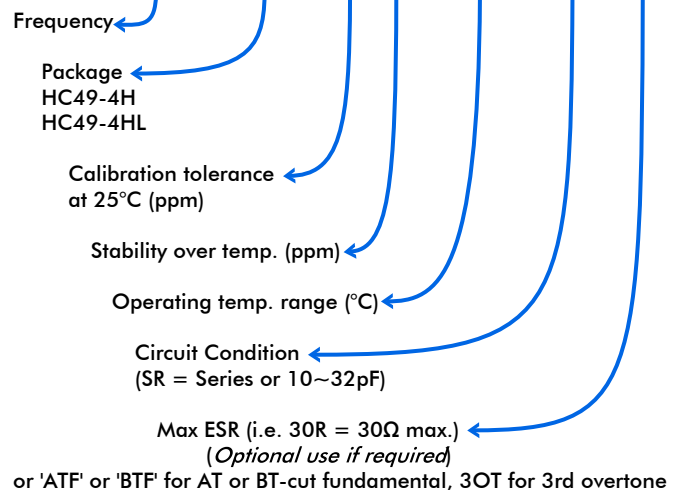 Frequency
Package
HC49-4H
HC49-4HL
Calibration tolerance
at 25°C (ppm)
Stability over temp. (ppm)
Operating temp. range (°C)
Circuit Condition
(SR = Series or 10~32pF)
Max ESR (i.e. 30R = 30Ω max.)
(Optional use if required)
or 'ATF' or 'BTF' for AT or BT-cut fundamental, 3OT for 3rd overtone